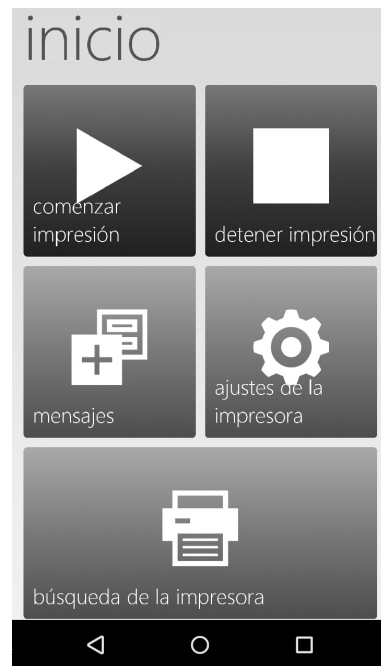 inicio
comenzar
impresión
detener impresión
mensajes
ajustes de la
impresora
búsqueda de la impresora